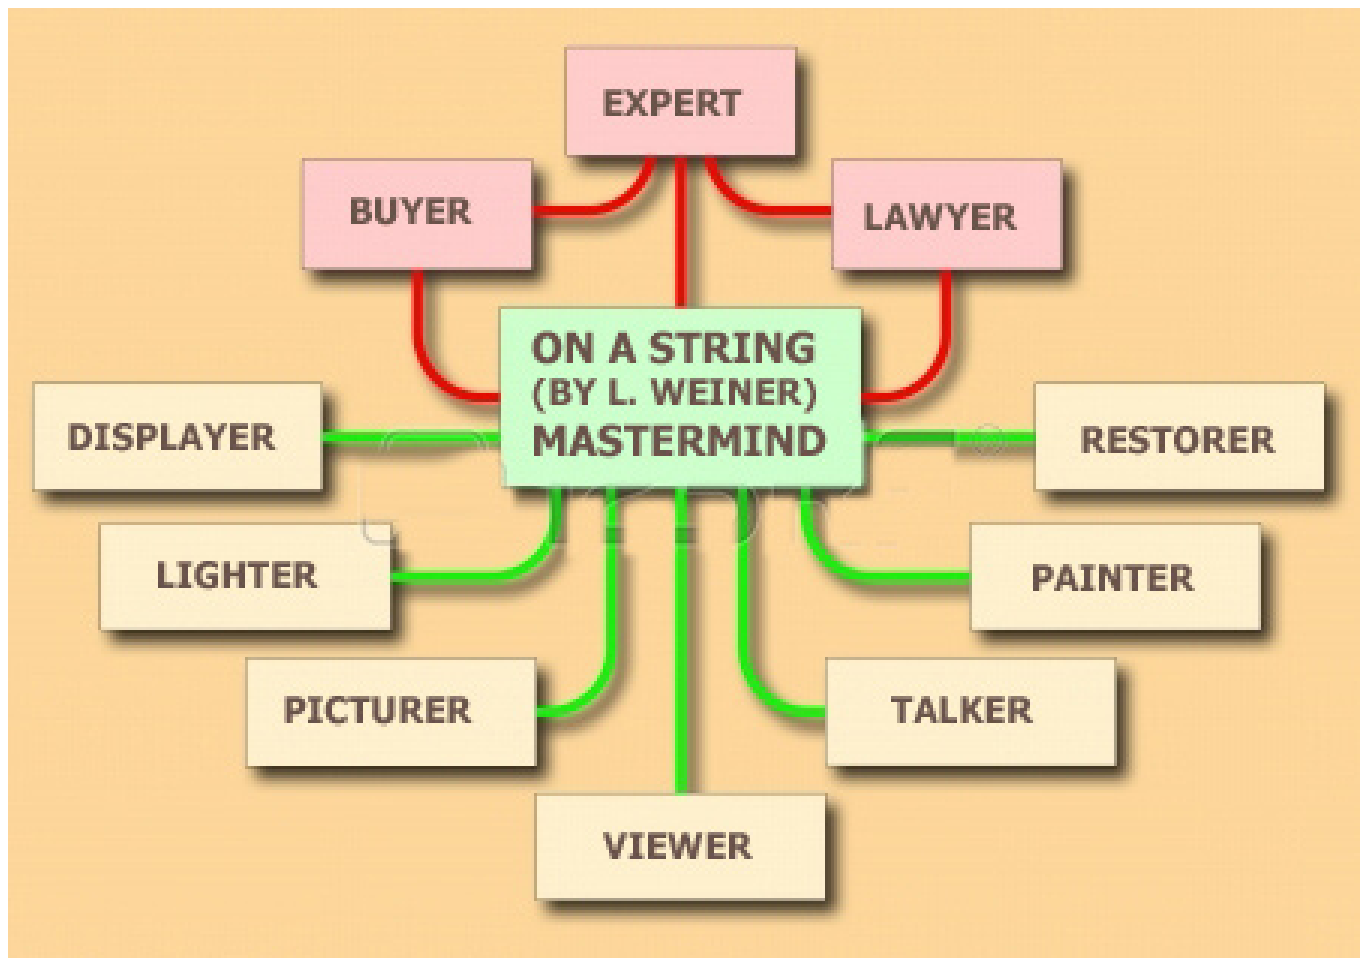 EXPERT
BUYER
LAWYER
ON A STRING
(BY L. WEINER)
MASTERMIND
DISPLAYER
RESTORER
LIGHTER
PAINTER
PICTURER
TALKER
VIEWER